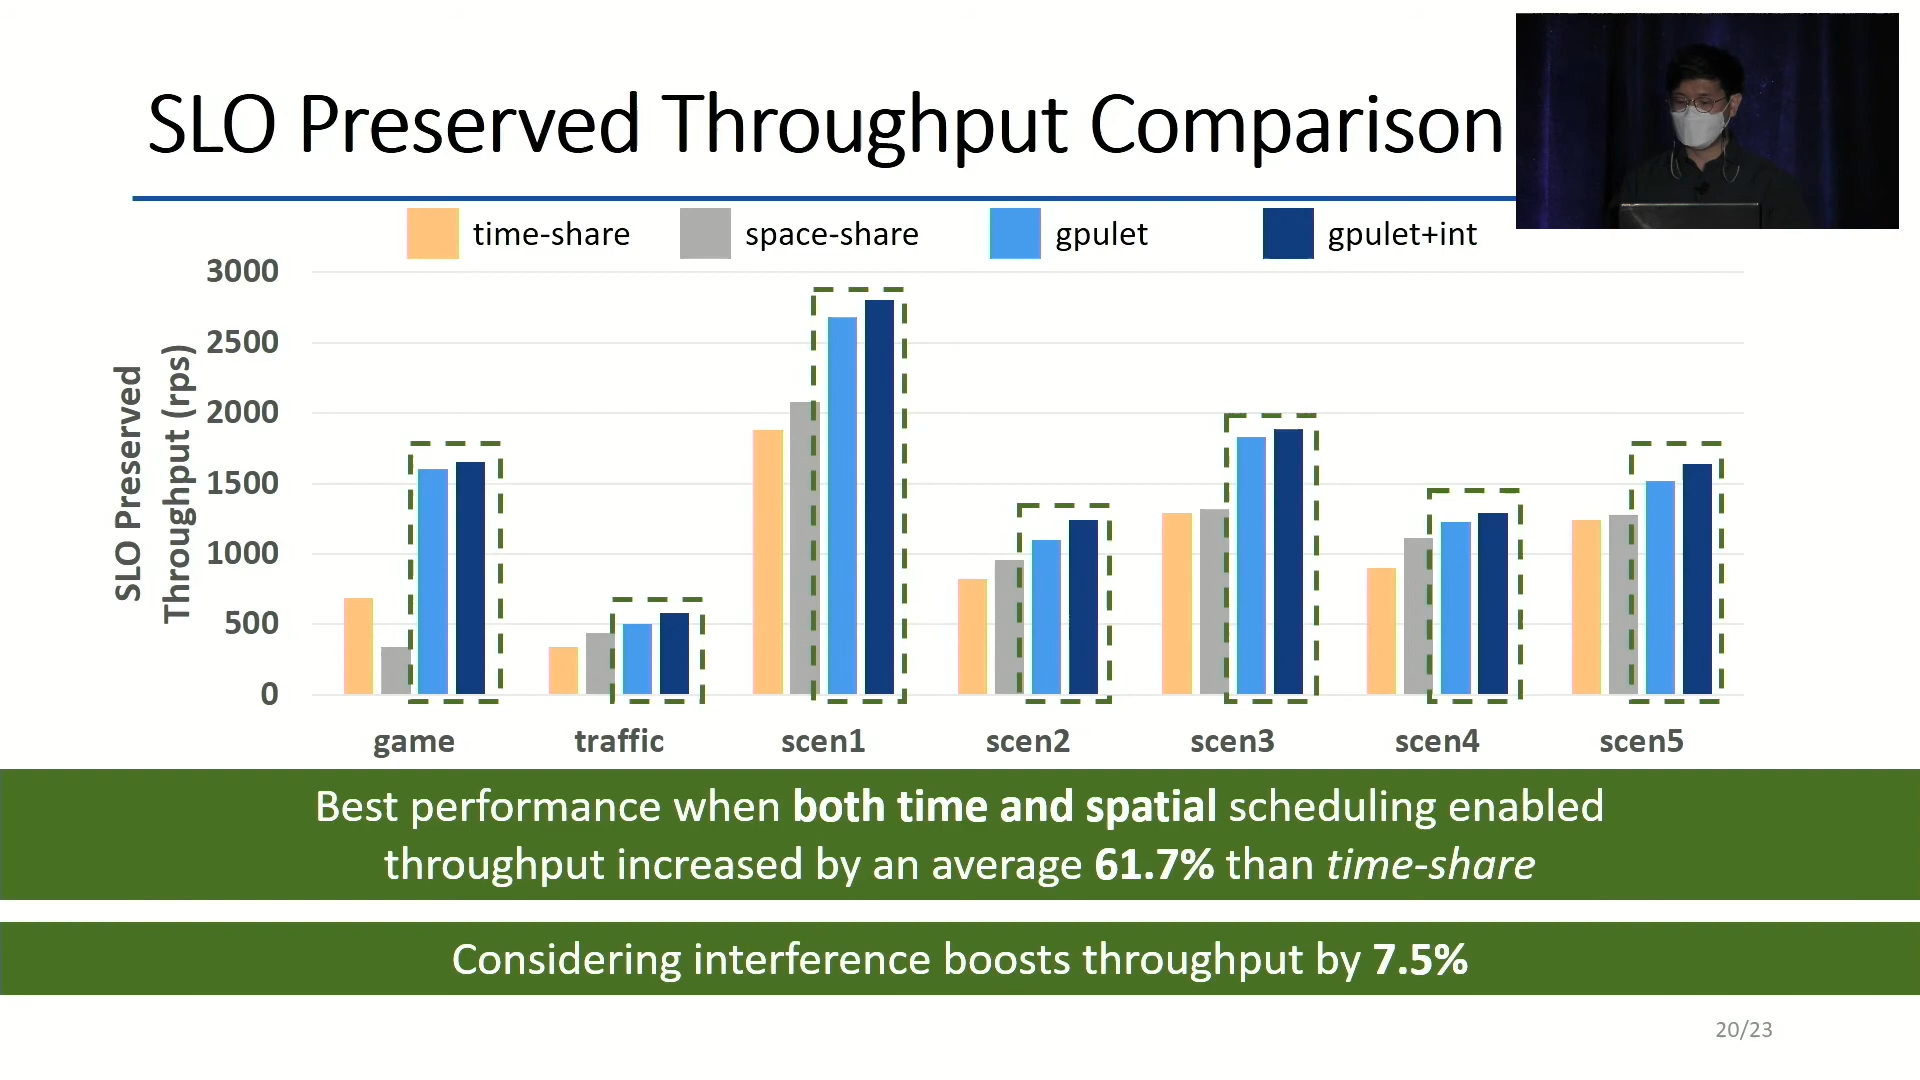 SLO Preserved Throughput Comparison
time-share space-share gpulet gpulet+int
SLO Preserved
Throughput (rps)
3000
2500
2000
1500
1000
500
0
game traffic scen1 scen2 scen3 scen4 scen5
Best performance when both time and spatial scheduling enabled
throughput increased by an average 61.7% than time-share
Considering interference boosts throughput by 7.5%
20/23